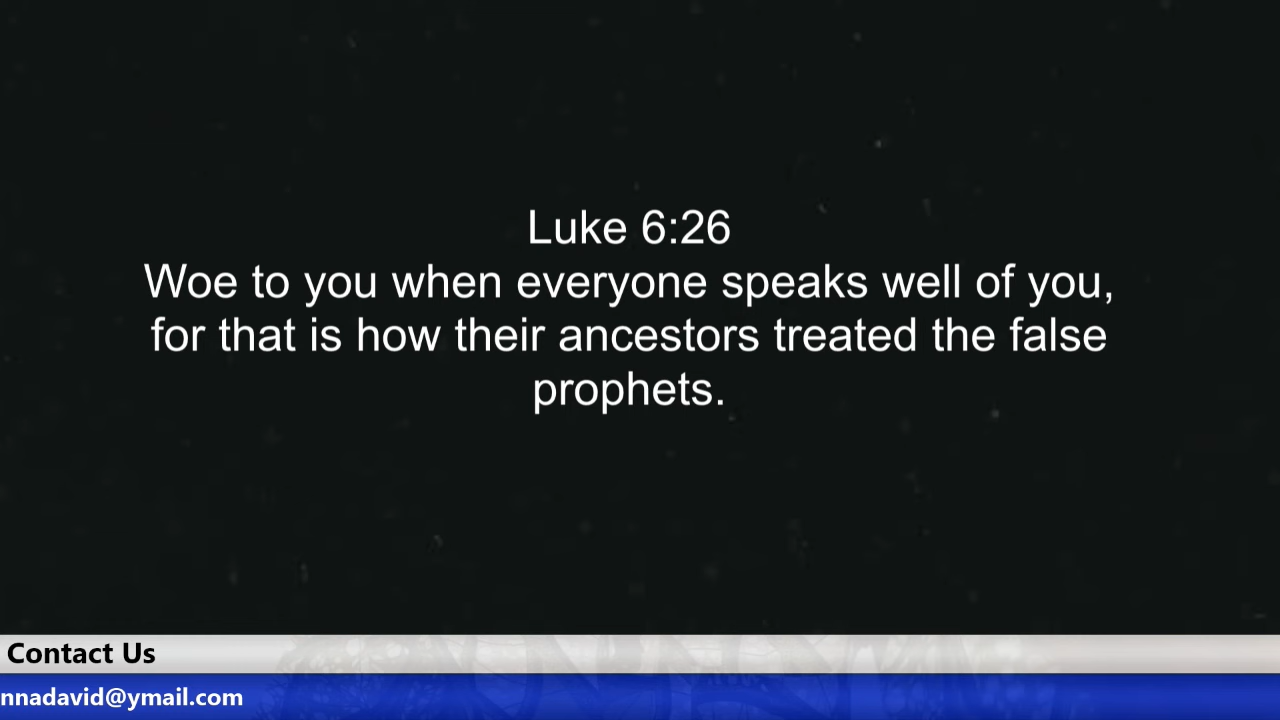 Luke 6:26
Woe to you when everyone speaks well of you,
for that is how their ancestors treated the false
prophets.
Contact Us
nnadavid@ymail.com